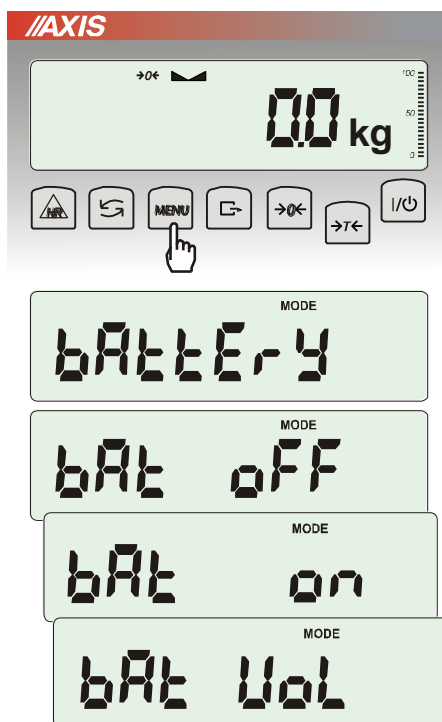 //AXIS
→0← 100
0.0 kg 50
0
HR MENU →0← →T← I/
MODE
bAttErY
MODE
bAt oFF
MODE
bAt on
MODE
bAt VoL